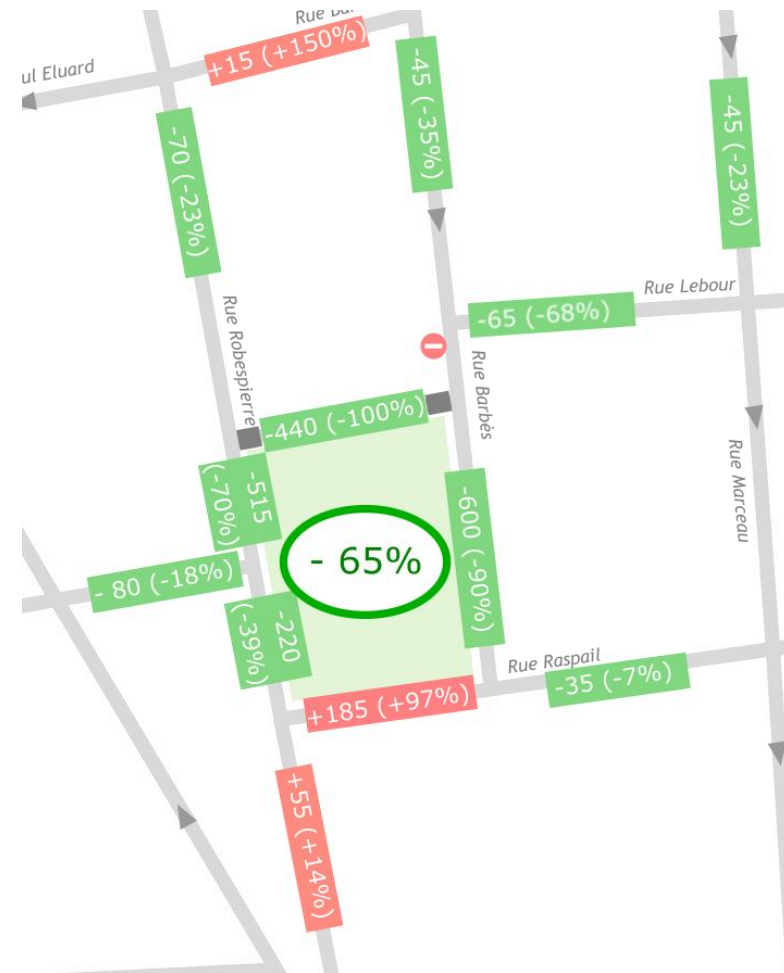 Rue Ba
ul Eluard
+15 (+150%)
-45 (-35%)
-45 (-23%)
-70 (-23%)
Rue Lebour
-65 (-68%)
Rue Robespierre
Rue Barbès
-440 (-100%)
Rue Marceau
-515
(-70%)
-600 (-90%)
- 65%
- 80 (-18%)
-220
(-39%)
Rue Raspail
-35 (-7%)
+185 (+97%)
+55 (+14%)